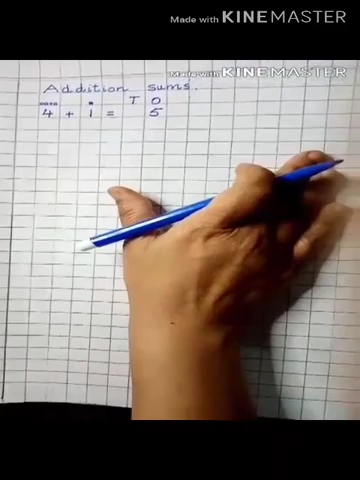 Made with KINEMASTER
Made with KINEMASTER
Addition sums.
T O
4 + 1 = 5